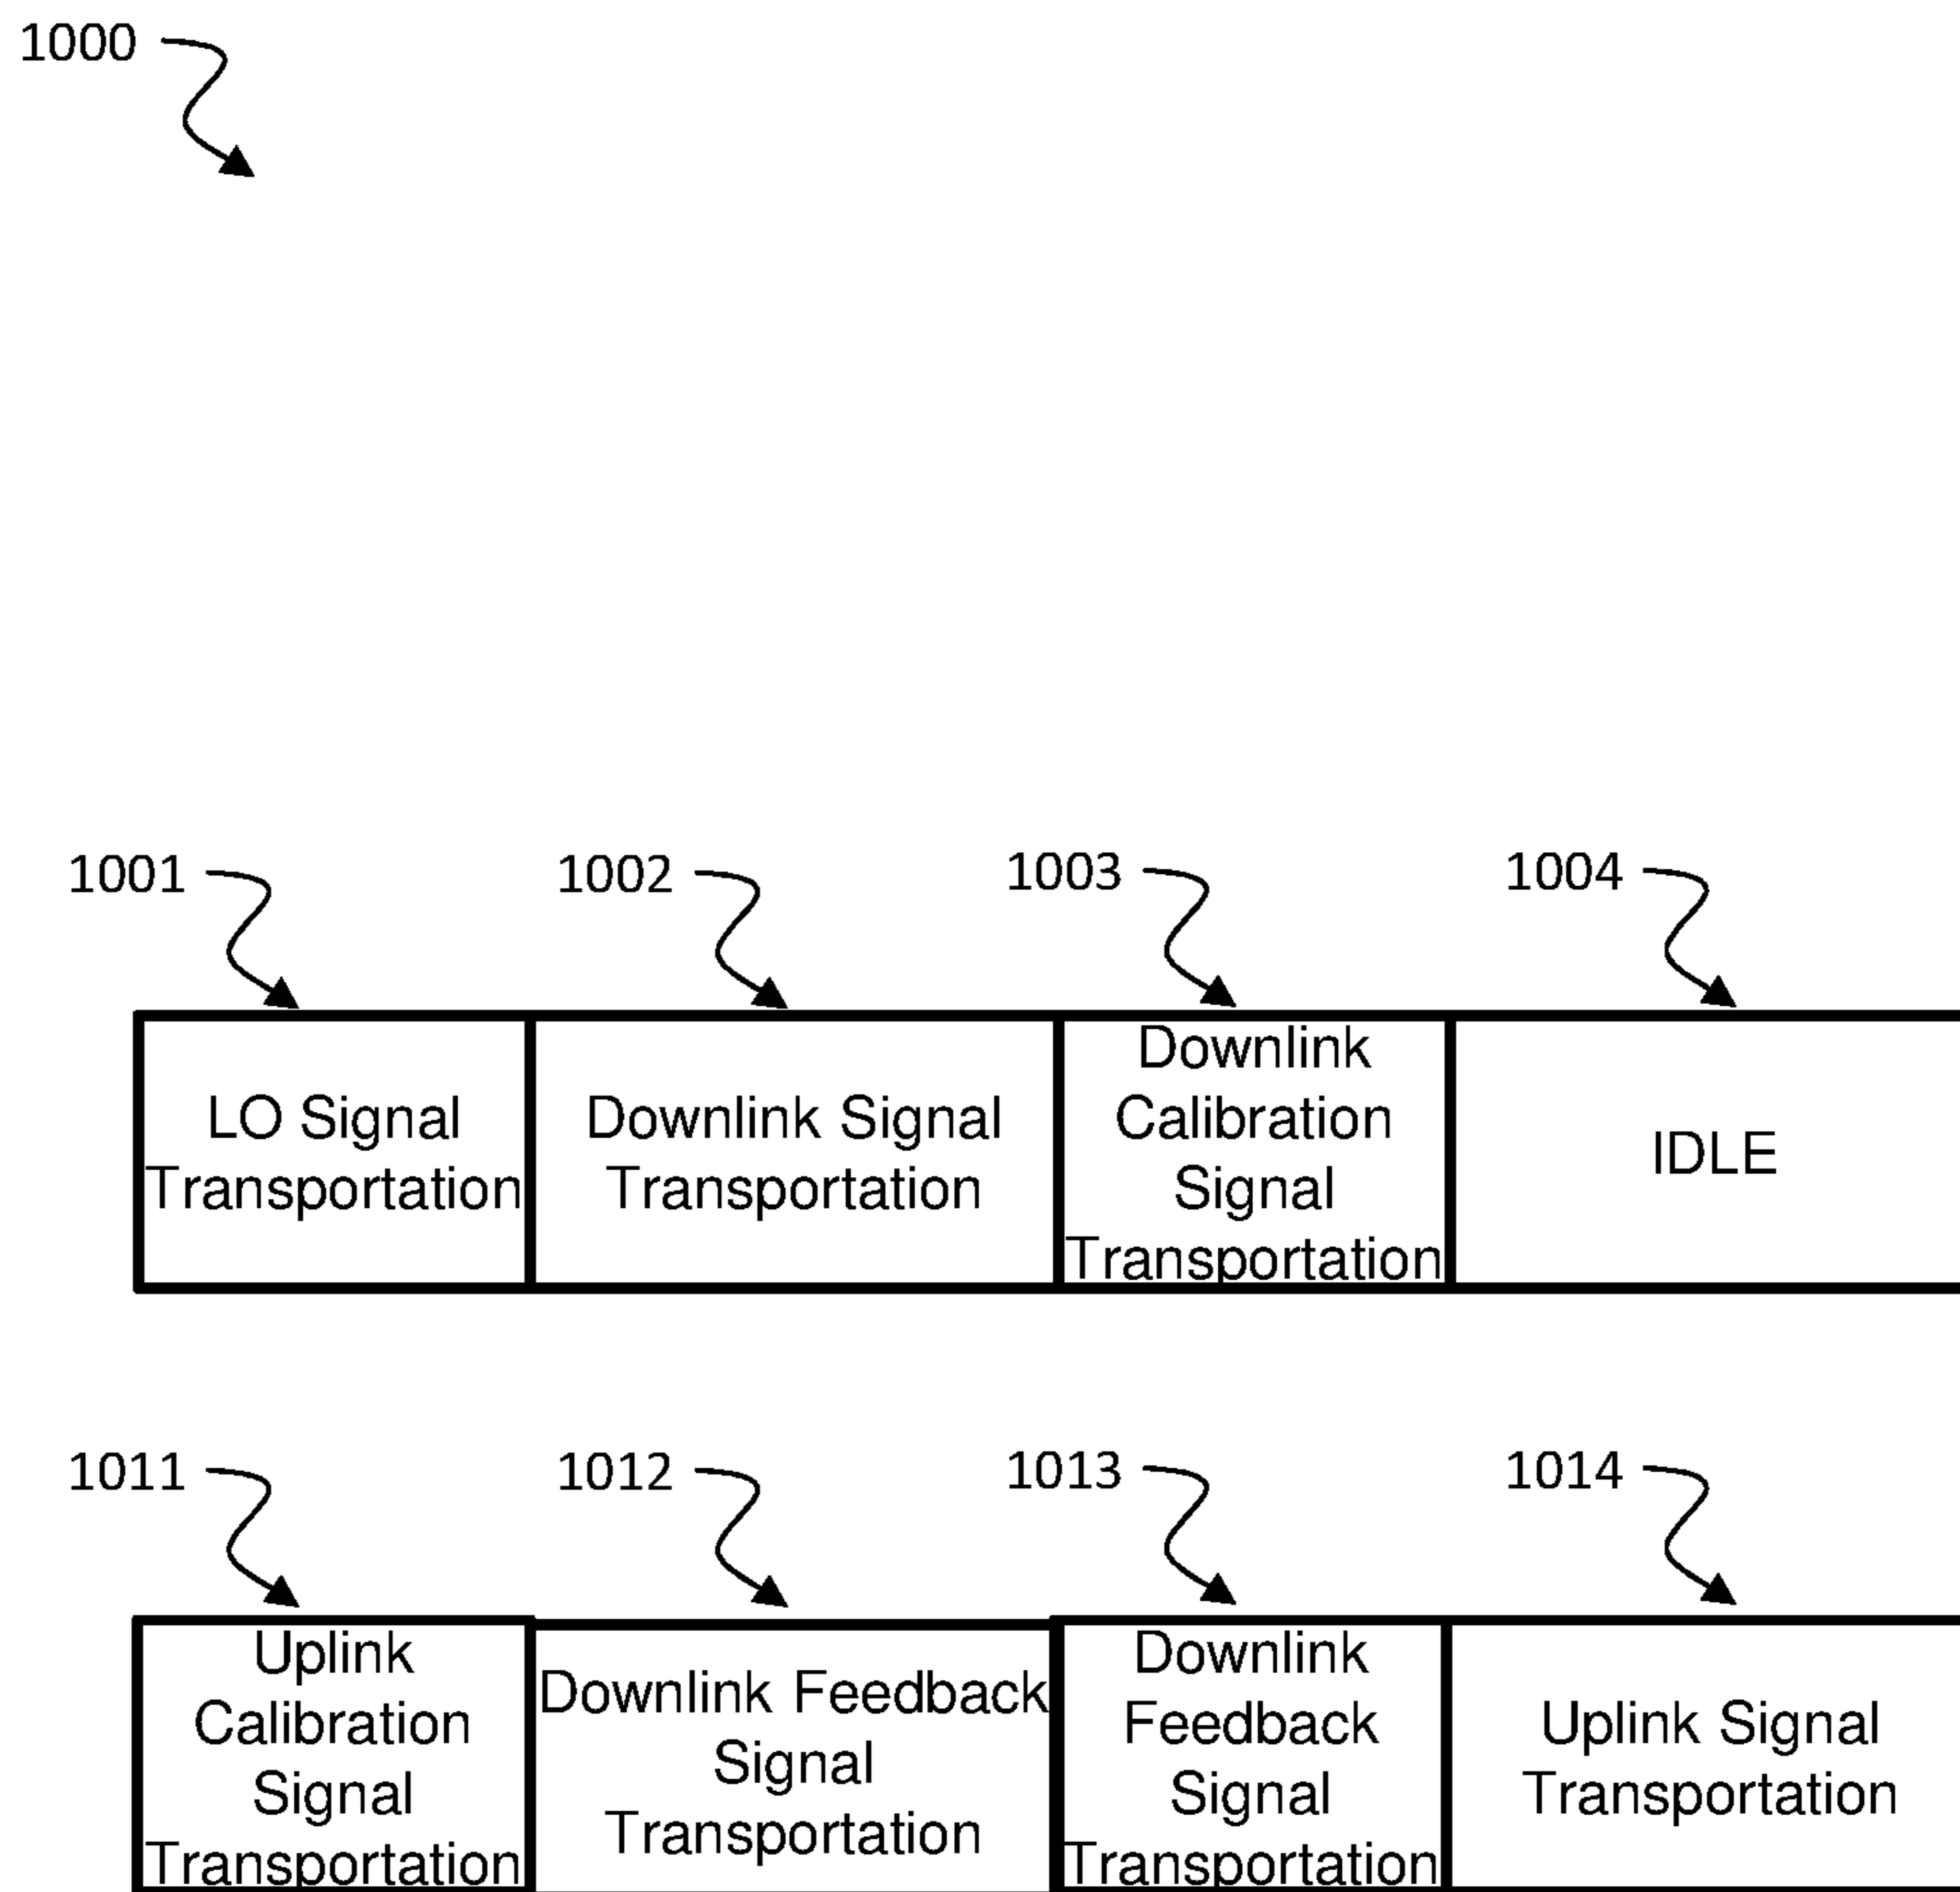 1000
1001 1002 1003 1004
LO Signal
Transportation
Downlink Signal
Transportation
Downlink
Calibration
Signal
Transportation
IDLE
1011 1012 1013 1014
Uplink
Calibration
Signal
Transportation
Downlink Feedback
Signal
Transportation
Downlink
Feedback
Signal
Transportation
Uplink Signal
Transportation